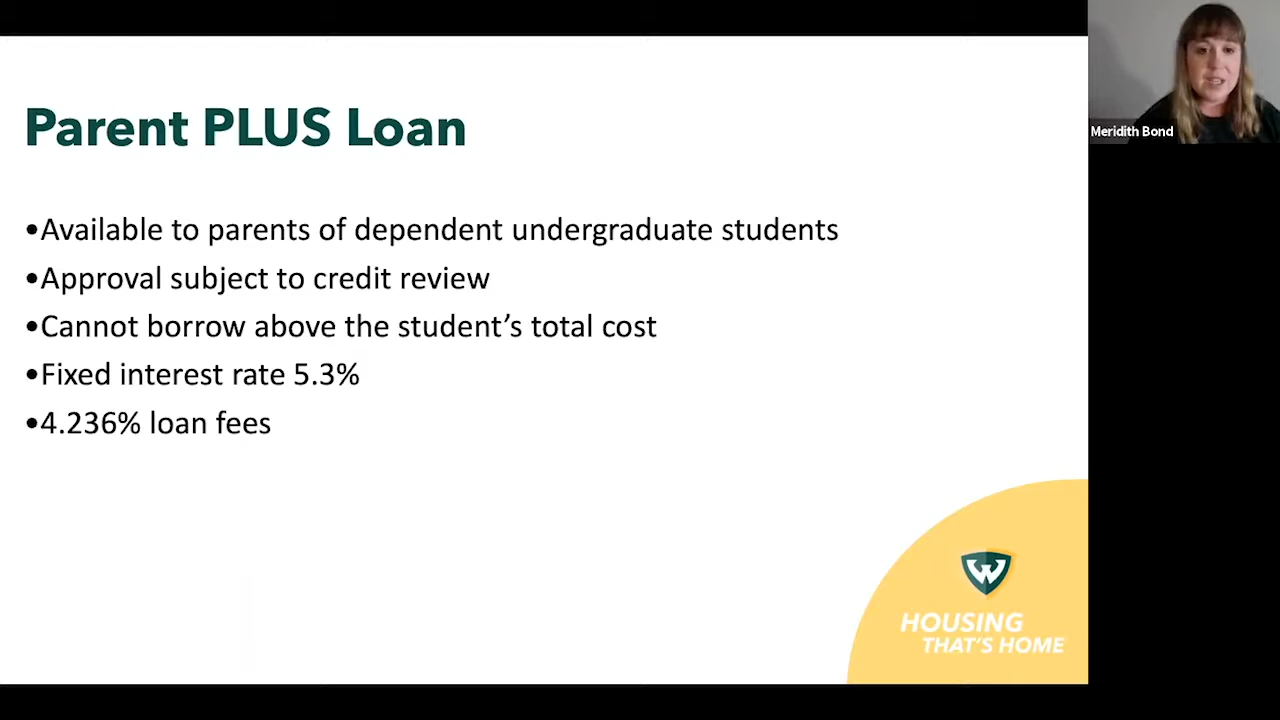 Parent PLUS Loan
•Available to parents of dependent undergraduate students
•Approval subject to credit review
•Cannot borrow above the student’s total cost
•Fixed interest rate 5.3%
•4.236% loan fees
W
HOUSING
THAT'S HOME
Meridith Bond